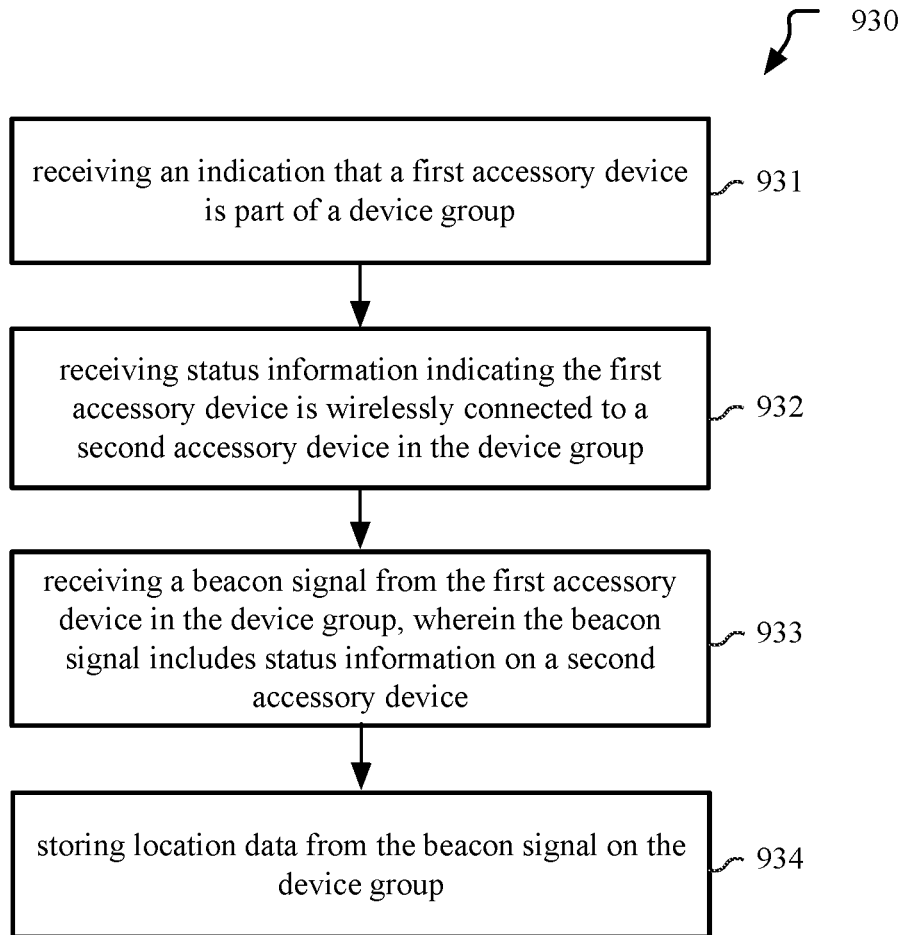 930
receiving an indication that a first accessory device
is part of a device group
931
receiving status information indicating the first
accessory device is wirelessly connected to a
second accessory device in the device group
932
receiving a beacon signal from the first accessory
device in the device group, wherein the beacon
signal includes status information on a second
accessory device
933
storing location data from the beacon signal on the
device group
934